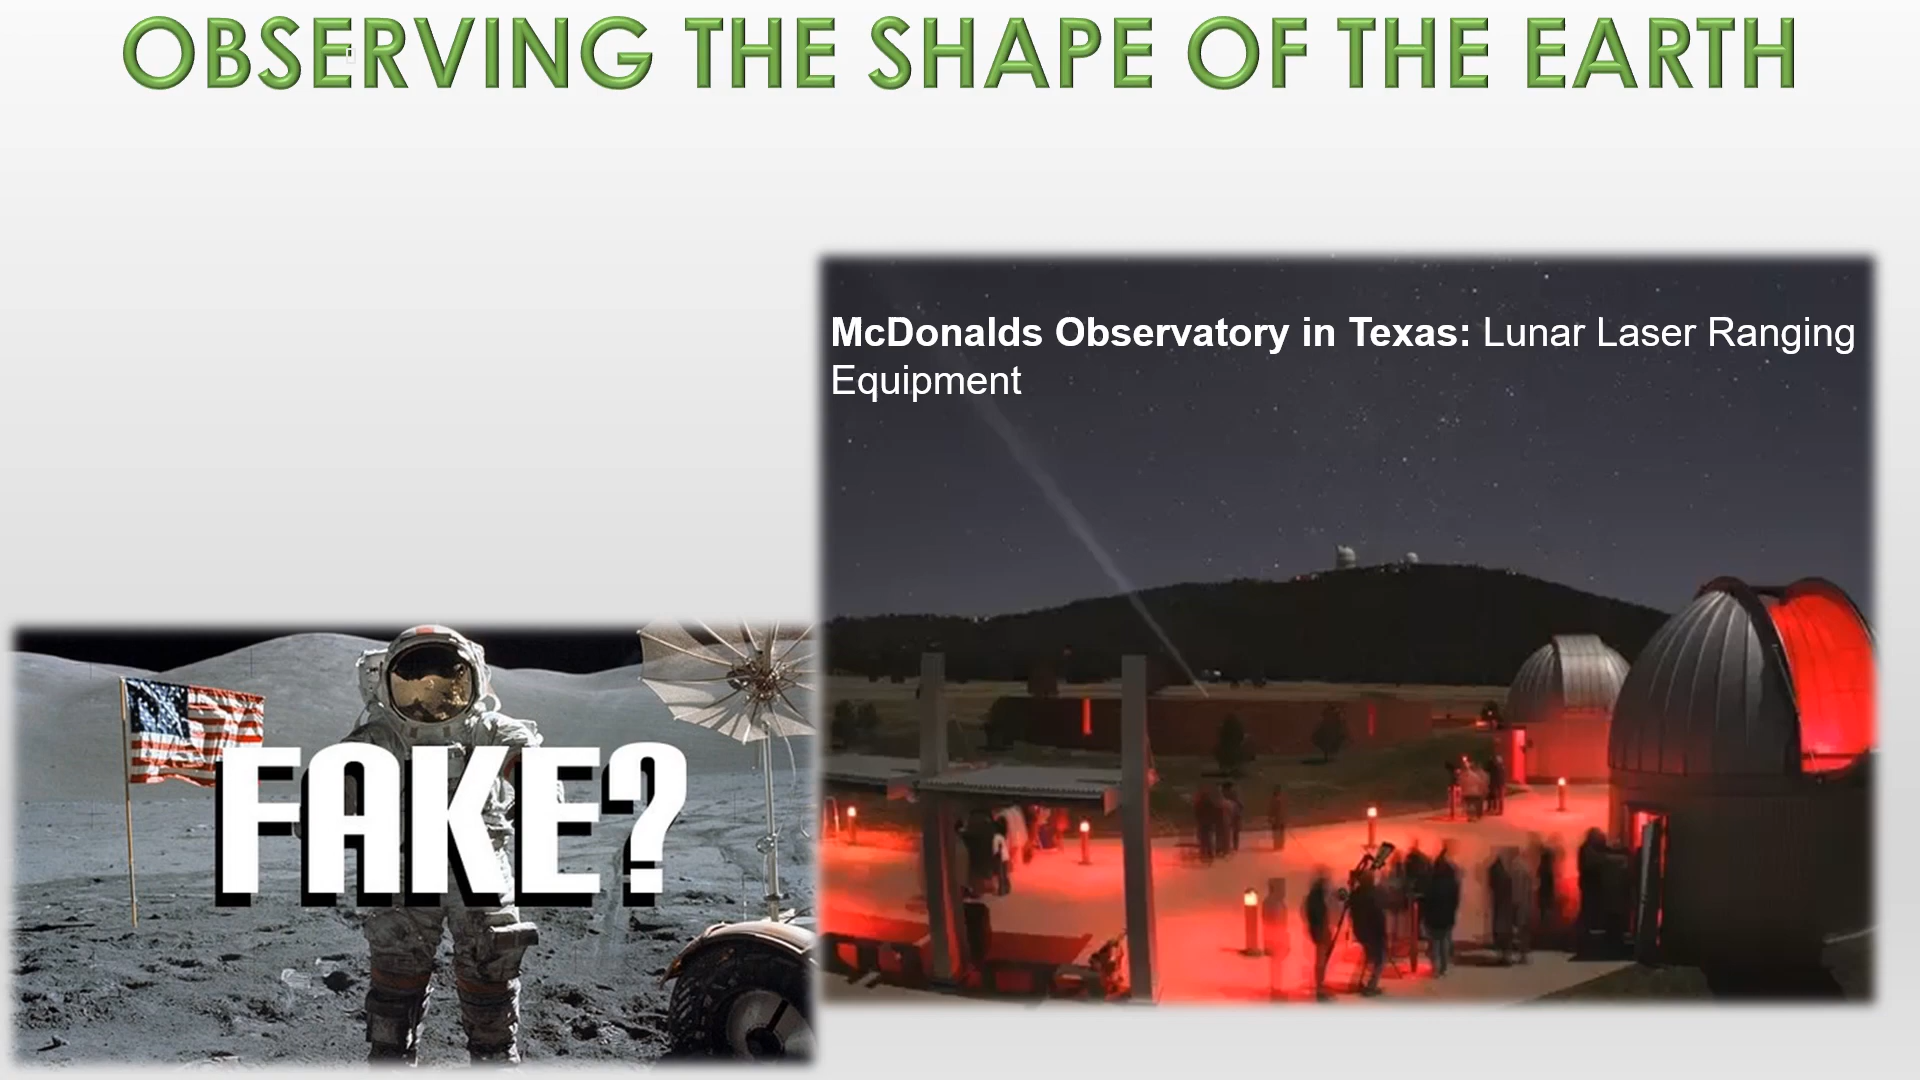 OBSERVING THE SHAPE OF THE EARTH
McDonalds Observatory in Texas: Lunar Laser Ranging
Equipment
FAKE?